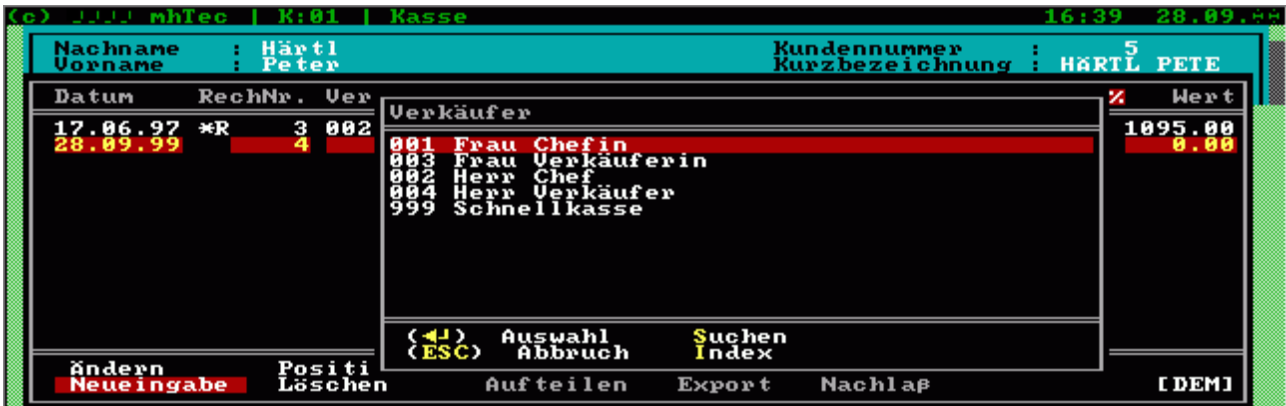 (c) mhTec | K:01 | Kasse 16:39 28.09.
Nachname : Härtl Kundennummer : 5
Vorname : Peter Kurzbezeichnung : HäRTL PETE
Datum RechNr. Ver % Wert
Verkäufer
17.06.97 *R 3 002 1095.00
28.09.99 4 0.00
001 Frau Chefin
003 Frau Verkäuferin
002 Herr Chef
004 Herr Verkäufer
999 Schnellkasse
(◄┘) Auswahl Suchen
(ESC) Abbruch Index
Ändern Positi
Neueingabe Löschen Aufteilen Export Nachlaß [DEM]